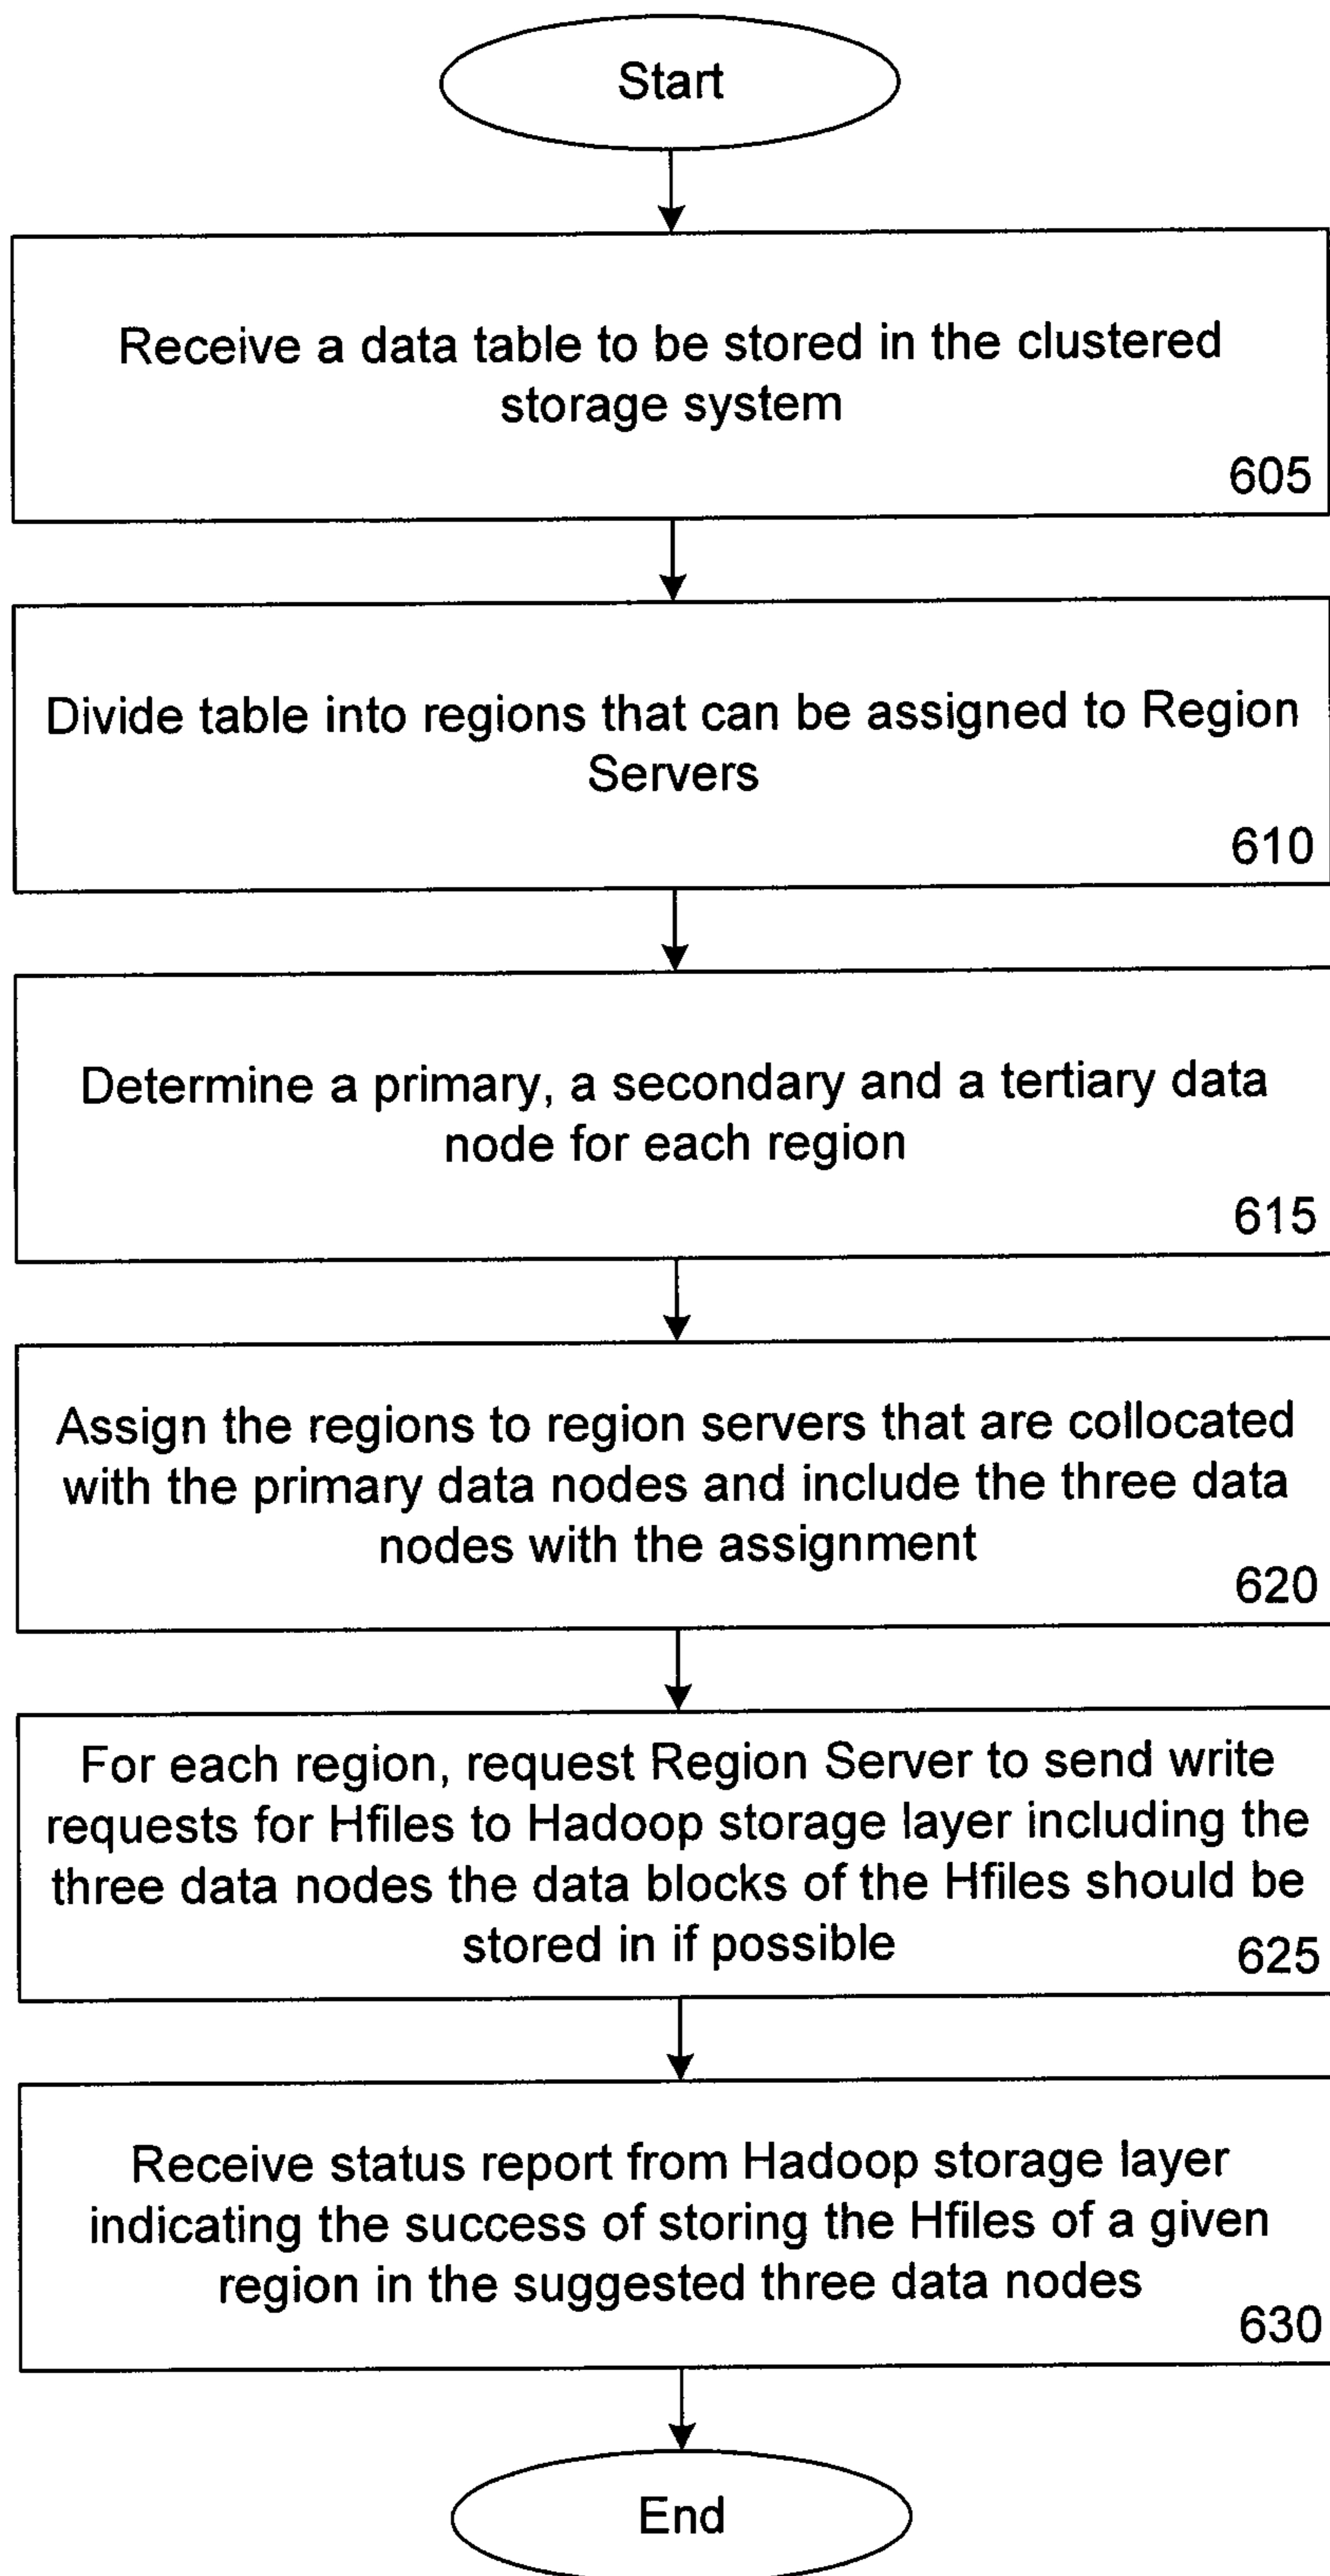 Start
Receive a data table to be stored in the clustered
storage system
605
Divide table into regions that can be assigned to Region
Servers
610
Determine a primary, a secondary and a tertiary data
node for each region
615
Assign the regions to region servers that are collocated
with the primary data nodes and include the three data
nodes with the assignment
620
For each region, request Region Server to send write
requests for Hfiles to Hadoop storage layer including the
three data nodes the data blocks of the Hfiles should be
stored in if possible
625
Receive status report from Hadoop storage layer
indicating the success of storing the Hfiles of a given
region in the suggested three data nodes
630
End